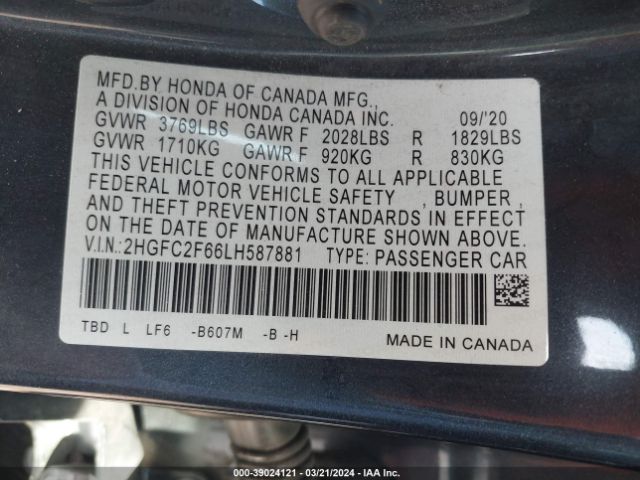 MFD.BY HONDA OF CANADA MFG.,
A DIVISION OF HONDA CANADA INC. 09/'20
GVWR 3769LBS GAWR F 2028LBS R 1829LBS
GVWR 1710KG GAWR F 920KG R 830KG
THIS VEHICLE CONFORMS TO ALL APPLICABLE
FEDERAL MOTOR VEHICLE SAFETY , BUMPER ,
AND THEFT PREVENTION STANDARDS IN EFFECT
ON THE DATE OF MANUFACTURE SHOWN ABOVE.
V.I.N.:2HGFC2F66LH587881 TYPE: PASSENGER CAR
TBD L LF6 -B607M -B -H MADE IN CANADA
000-39024121 - 03/21/2024 - IAA Inc.